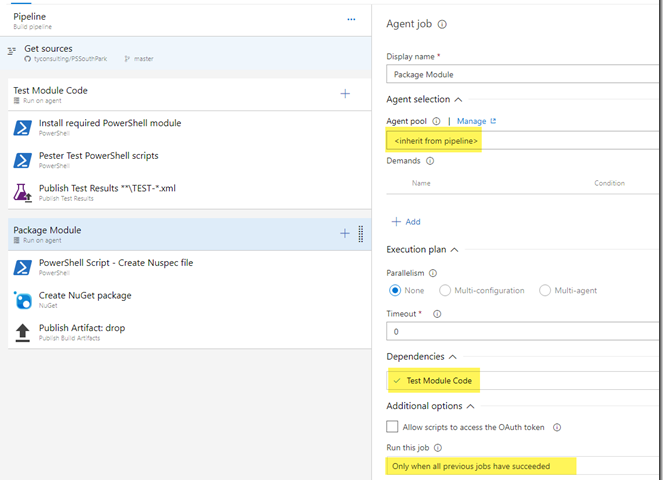 Pipeline
Build pipeline
...
Get sources
tyconsulting/PSSouthPark
master
Test Module Code
Run on agent
Install required PowerShell module
PowerShell
Pester Test PowerShell scripts
PowerShell
Publish Test Results **\TEST-*.xml
Publish Test Results
Package Module
Run on agent
PowerShell Script - Create Nuspec file
PowerShell
Create NuGet package
NuGet
Publish Artifact: drop
Publish Build Artifacts
Agent job
Display name *
Package Module
Agent selection
Agent pool | Manage
<inherit from pipeline>
Demands
Name Condition
+ Add
Execution plan
Parallelism
None Multi-configuration Multi-agent
Timeout *
0
Dependencies
Test Module Code
Additional options
Allow scripts to access the OAuth token
Run this job
Only when all previous jobs have succeeded